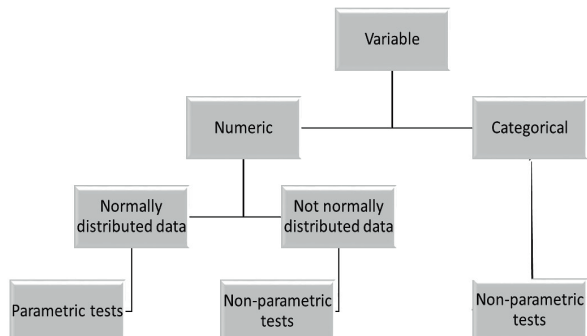 Variable
Numeric
Categorical
Normally
distributed data
Not normally
distributed data
Parametric tests
Non-parametric
tests
Non-parametric
tests